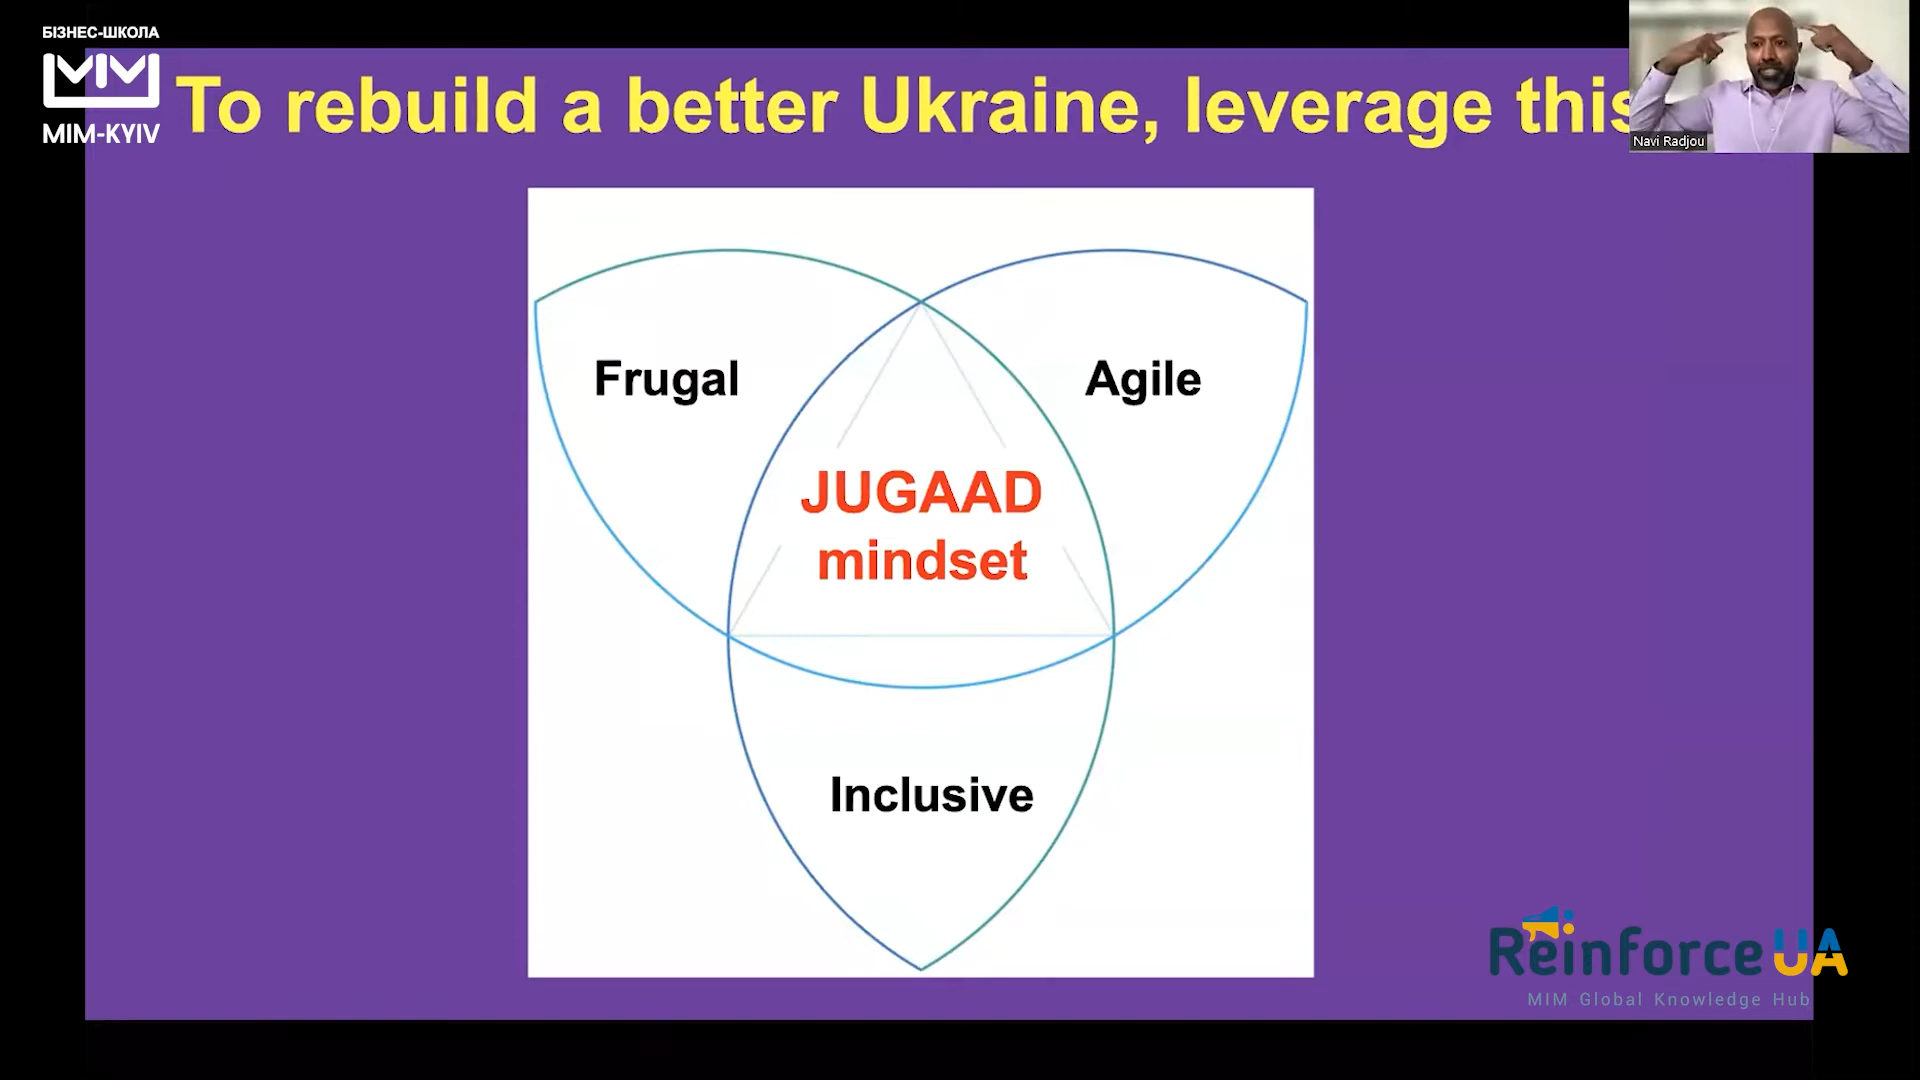 БІЗНЕС-ШКОЛА
MIM
MIM-KYIV
To rebuild a better Ukraine, leverage this
Navi Radjou
Frugal
Agile
JUGAAD
mindset
Inclusive
ReinforceUA
MIM Global Knowledge Hub